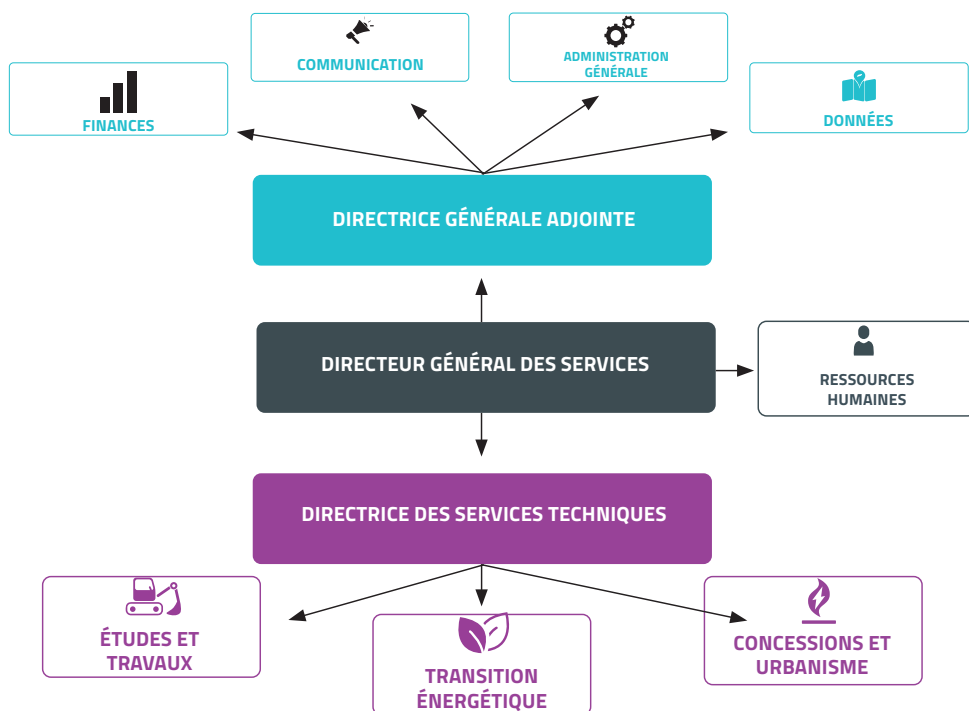 COMMUNICATION
ADMINISTRATION
GÉNÉRALE
FINANCES
DONNÉES
DIRECTRICE GÉNÉRALE ADJOINTE
DIRECTEUR GÉNÉRAL DES SERVICES
RESSOURCES
HUMAINES
DIRECTRICE DES SERVICES TECHNIQUES
ÉTUDES ET
TRAVAUX
TRANSITION
ÉNERGÉTIQUE
CONCESSIONS ET
URBANISME